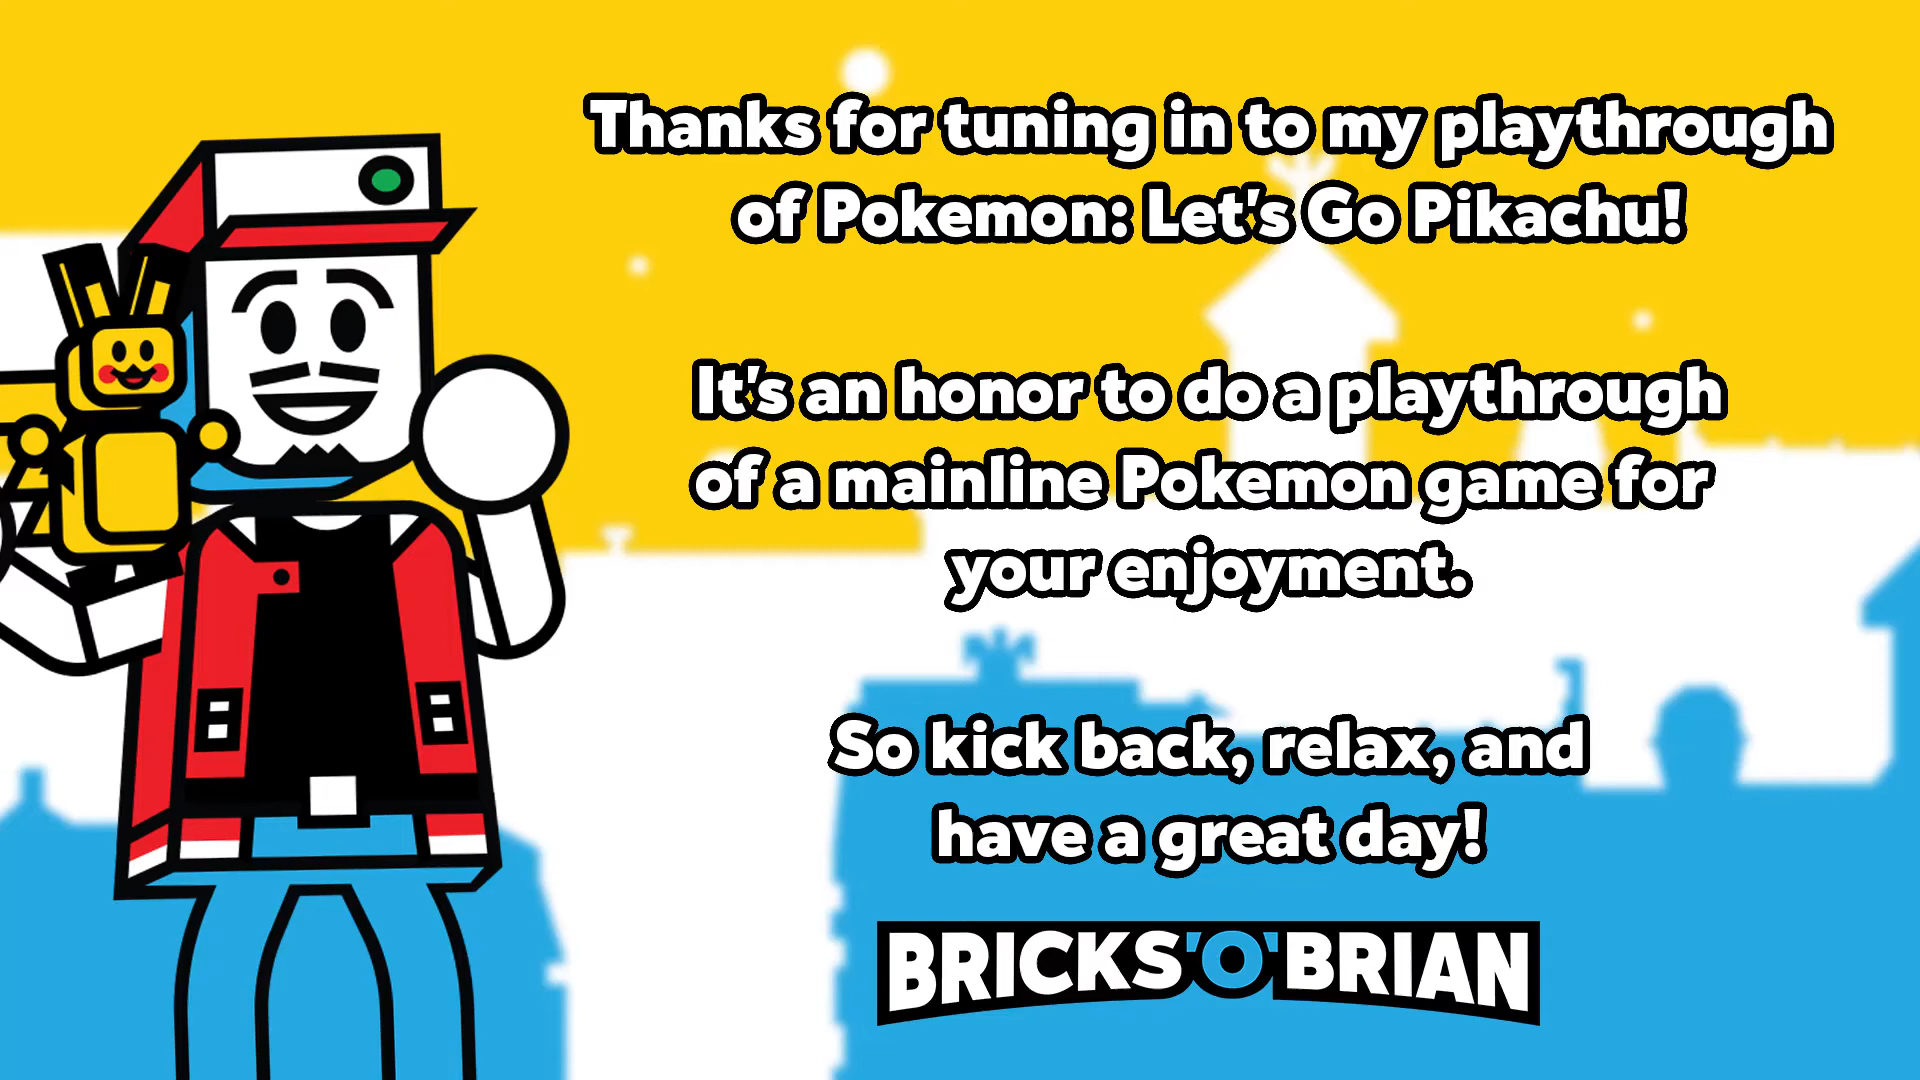 Thanks for tuning in to my playthrough
of Pokemon: Let's Go Pikachu!
It's an honor to do a playthrough
of a mainline Pokemon game for
your enjoyment.
So kick back, relax, and
have a great day!
BRICKS'O'BRIAN